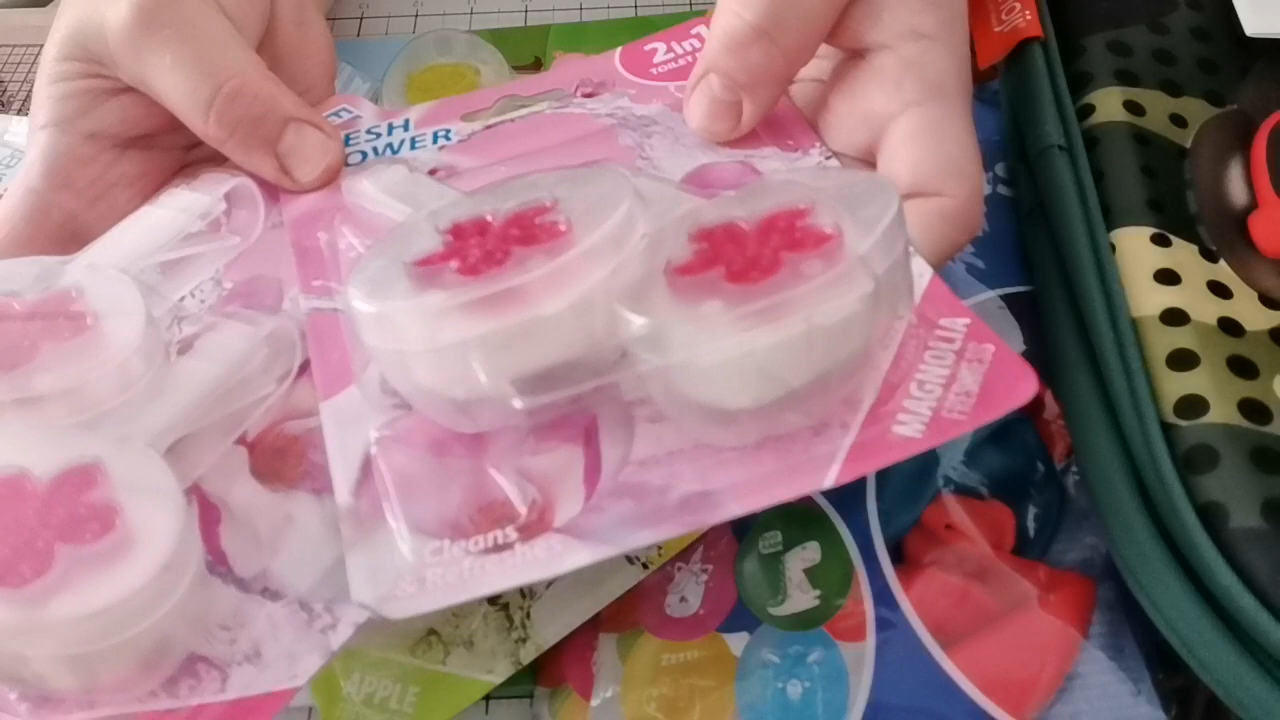 2in1
TOILET
ESH
OWER
MAGNOLIA
FRESHNESS
Cleans
& Refreshes
APPLE